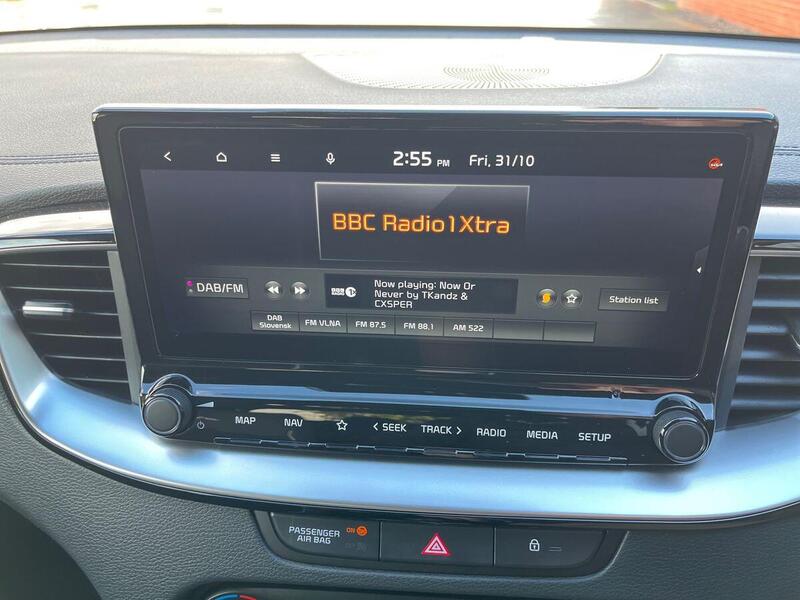 2:55 PM Fri, 31/10
BBC Radio1Xtra
DAB/FM
Now playing: Now Or
Never by TKandz &
CXSPER
Station list
DAB
Slovensk
FM VLNA
FM 87.5
FM 88.1
AM 522
MAP
NAV
SEEK
TRACK
RADIO
MEDIA
SETUP
PASSENGER
AIR BAG
ON